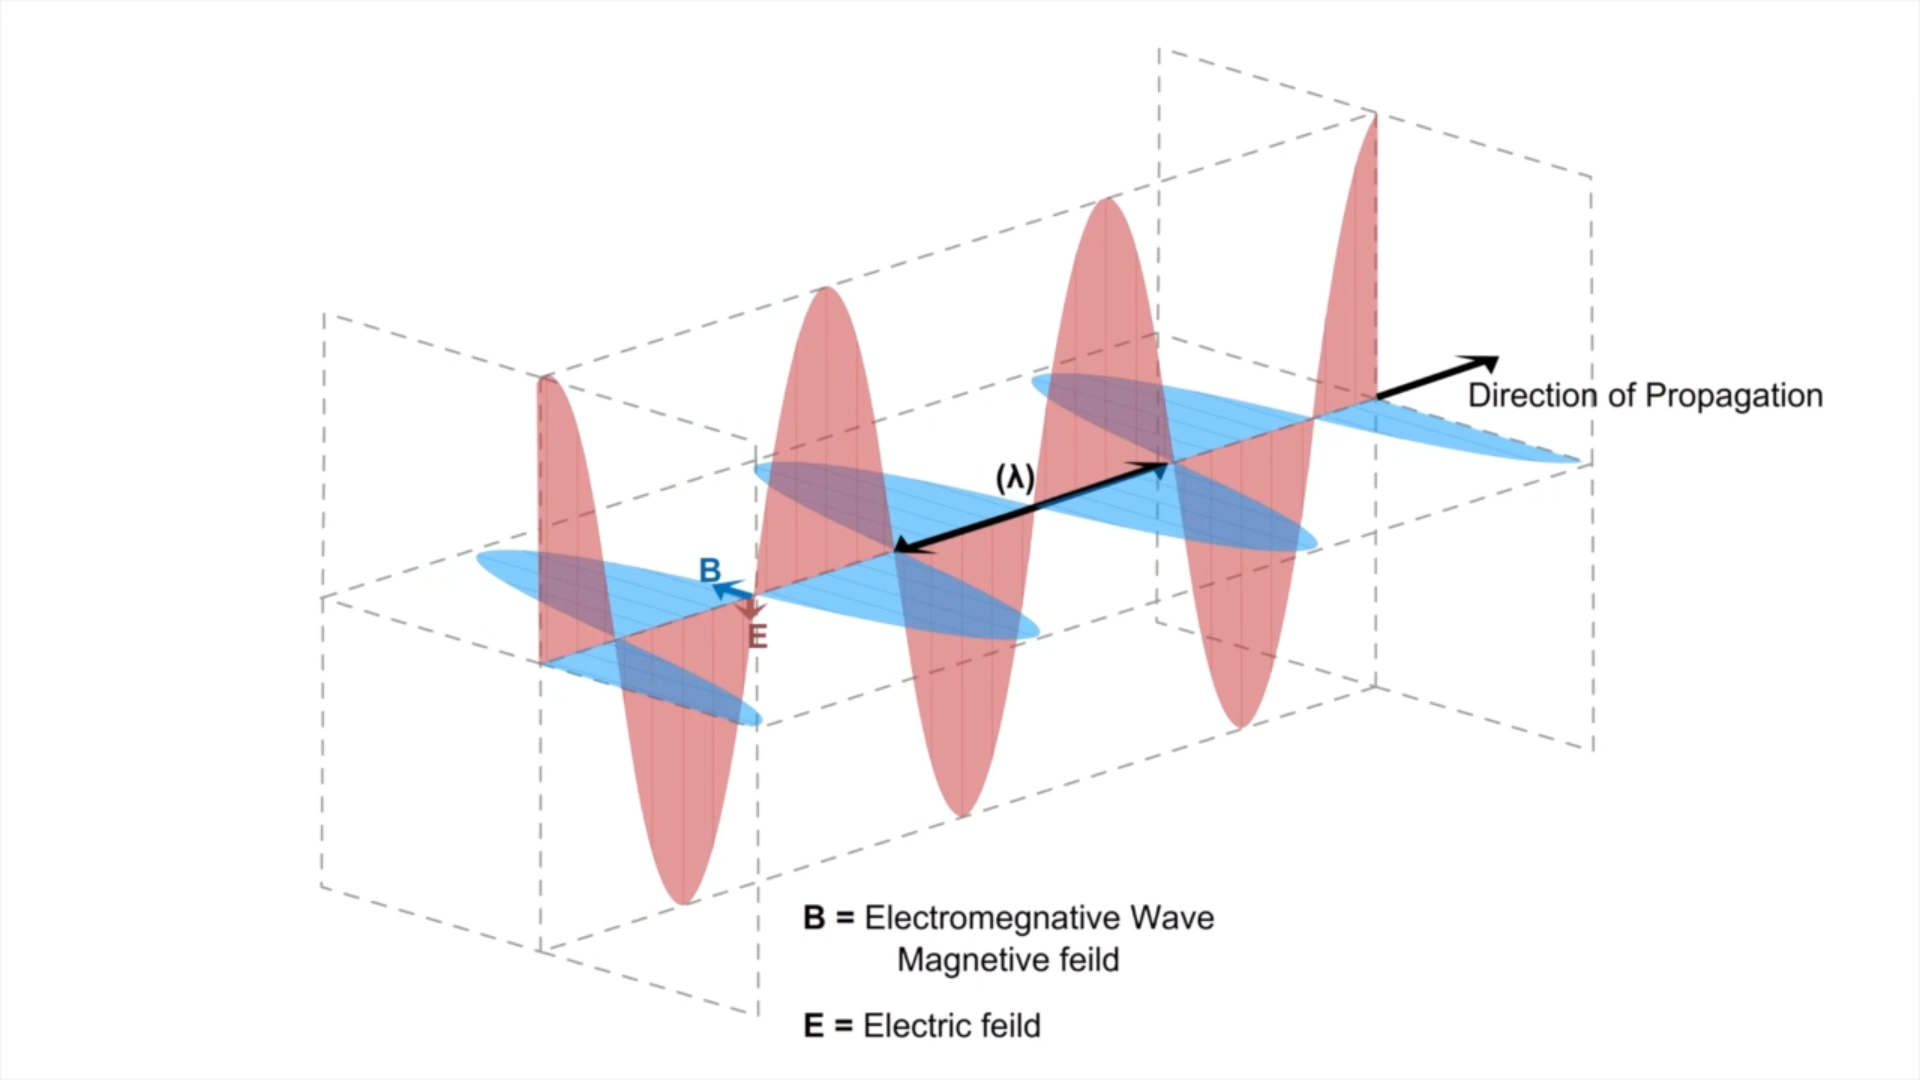 Direction of Propagation
(λ)
B
E
B = Electromegnative Wave
Magnetive feild
E = Electric feild